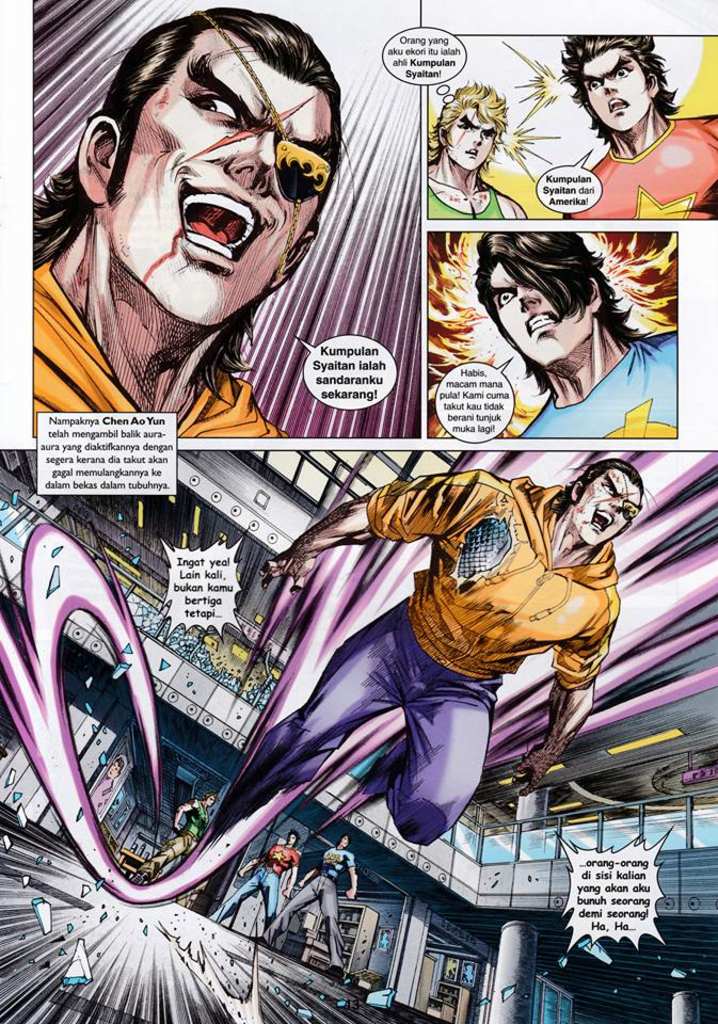 Kumpulan
Syaitan ialah
sandaranku
sekarang!
Nampaknya Chen Ao Yun
telah mengambil balik aura-
aura yang diaktifkannya dengan
segera kerana dia takut akan
gagal memulangkannya ke
dalam bekas dalam tubuhnya.
Orang yang
aku ekori itu ialah
ahli Kumpulan
Syaitan!
Kumpulan
Syaitan dari
Amerika!
Habis,
macam mana
pula! Kami cuma
takut kau tidak
berani tunjuk
muka lagi!
Ingat yea!
Lain kali,
bukan kamu
bertiga
tetapi...
...orang-orang
di sisi kalian
yang akan aku
bunuh seorang
demi seorang!
Ha, Ha...